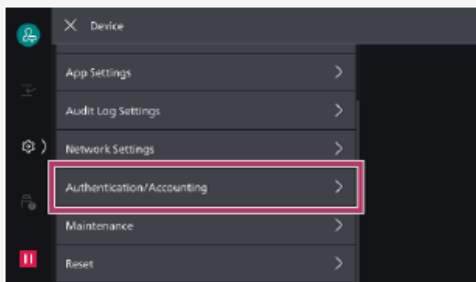 Device
App Settings
Audit Log Settings
Network Settings
Authentication/Accounting
Maintenance
Reset